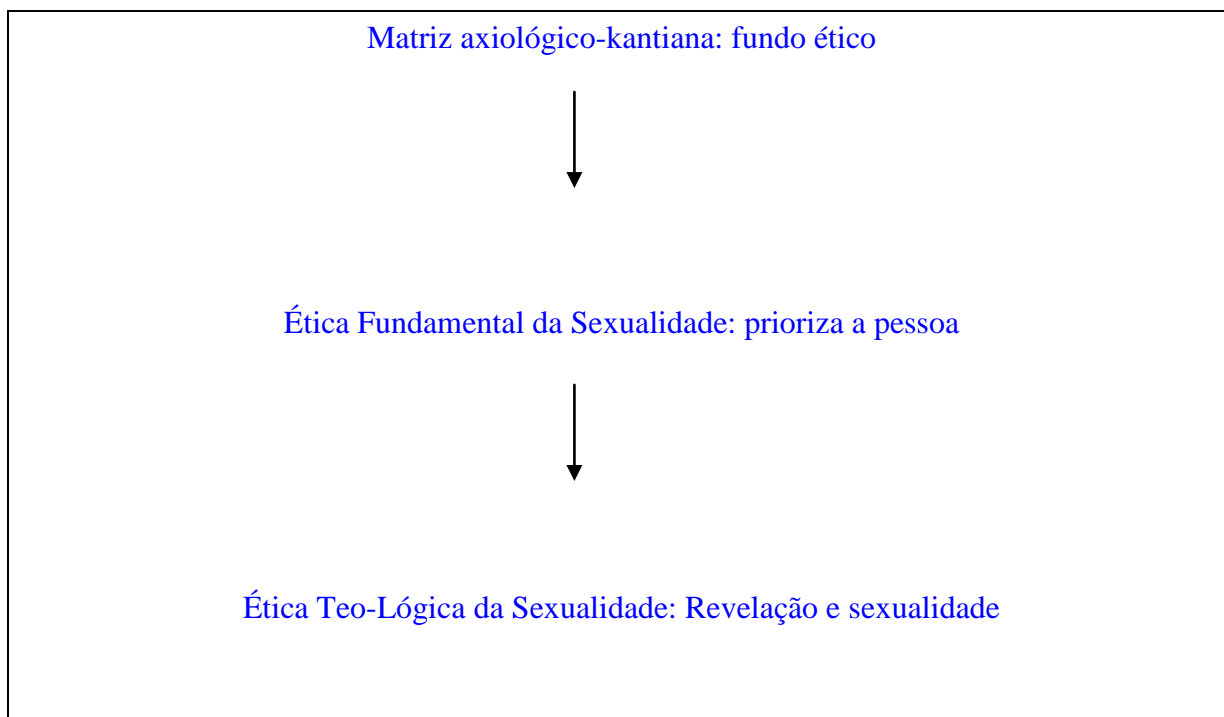 Matriz axiológico-kantiana: fundo ético
Ética Fundamental da Sexualidade: prioriza a pessoa
Ética Teo-Lógica da Sexualidade: Revelação e sexualidade